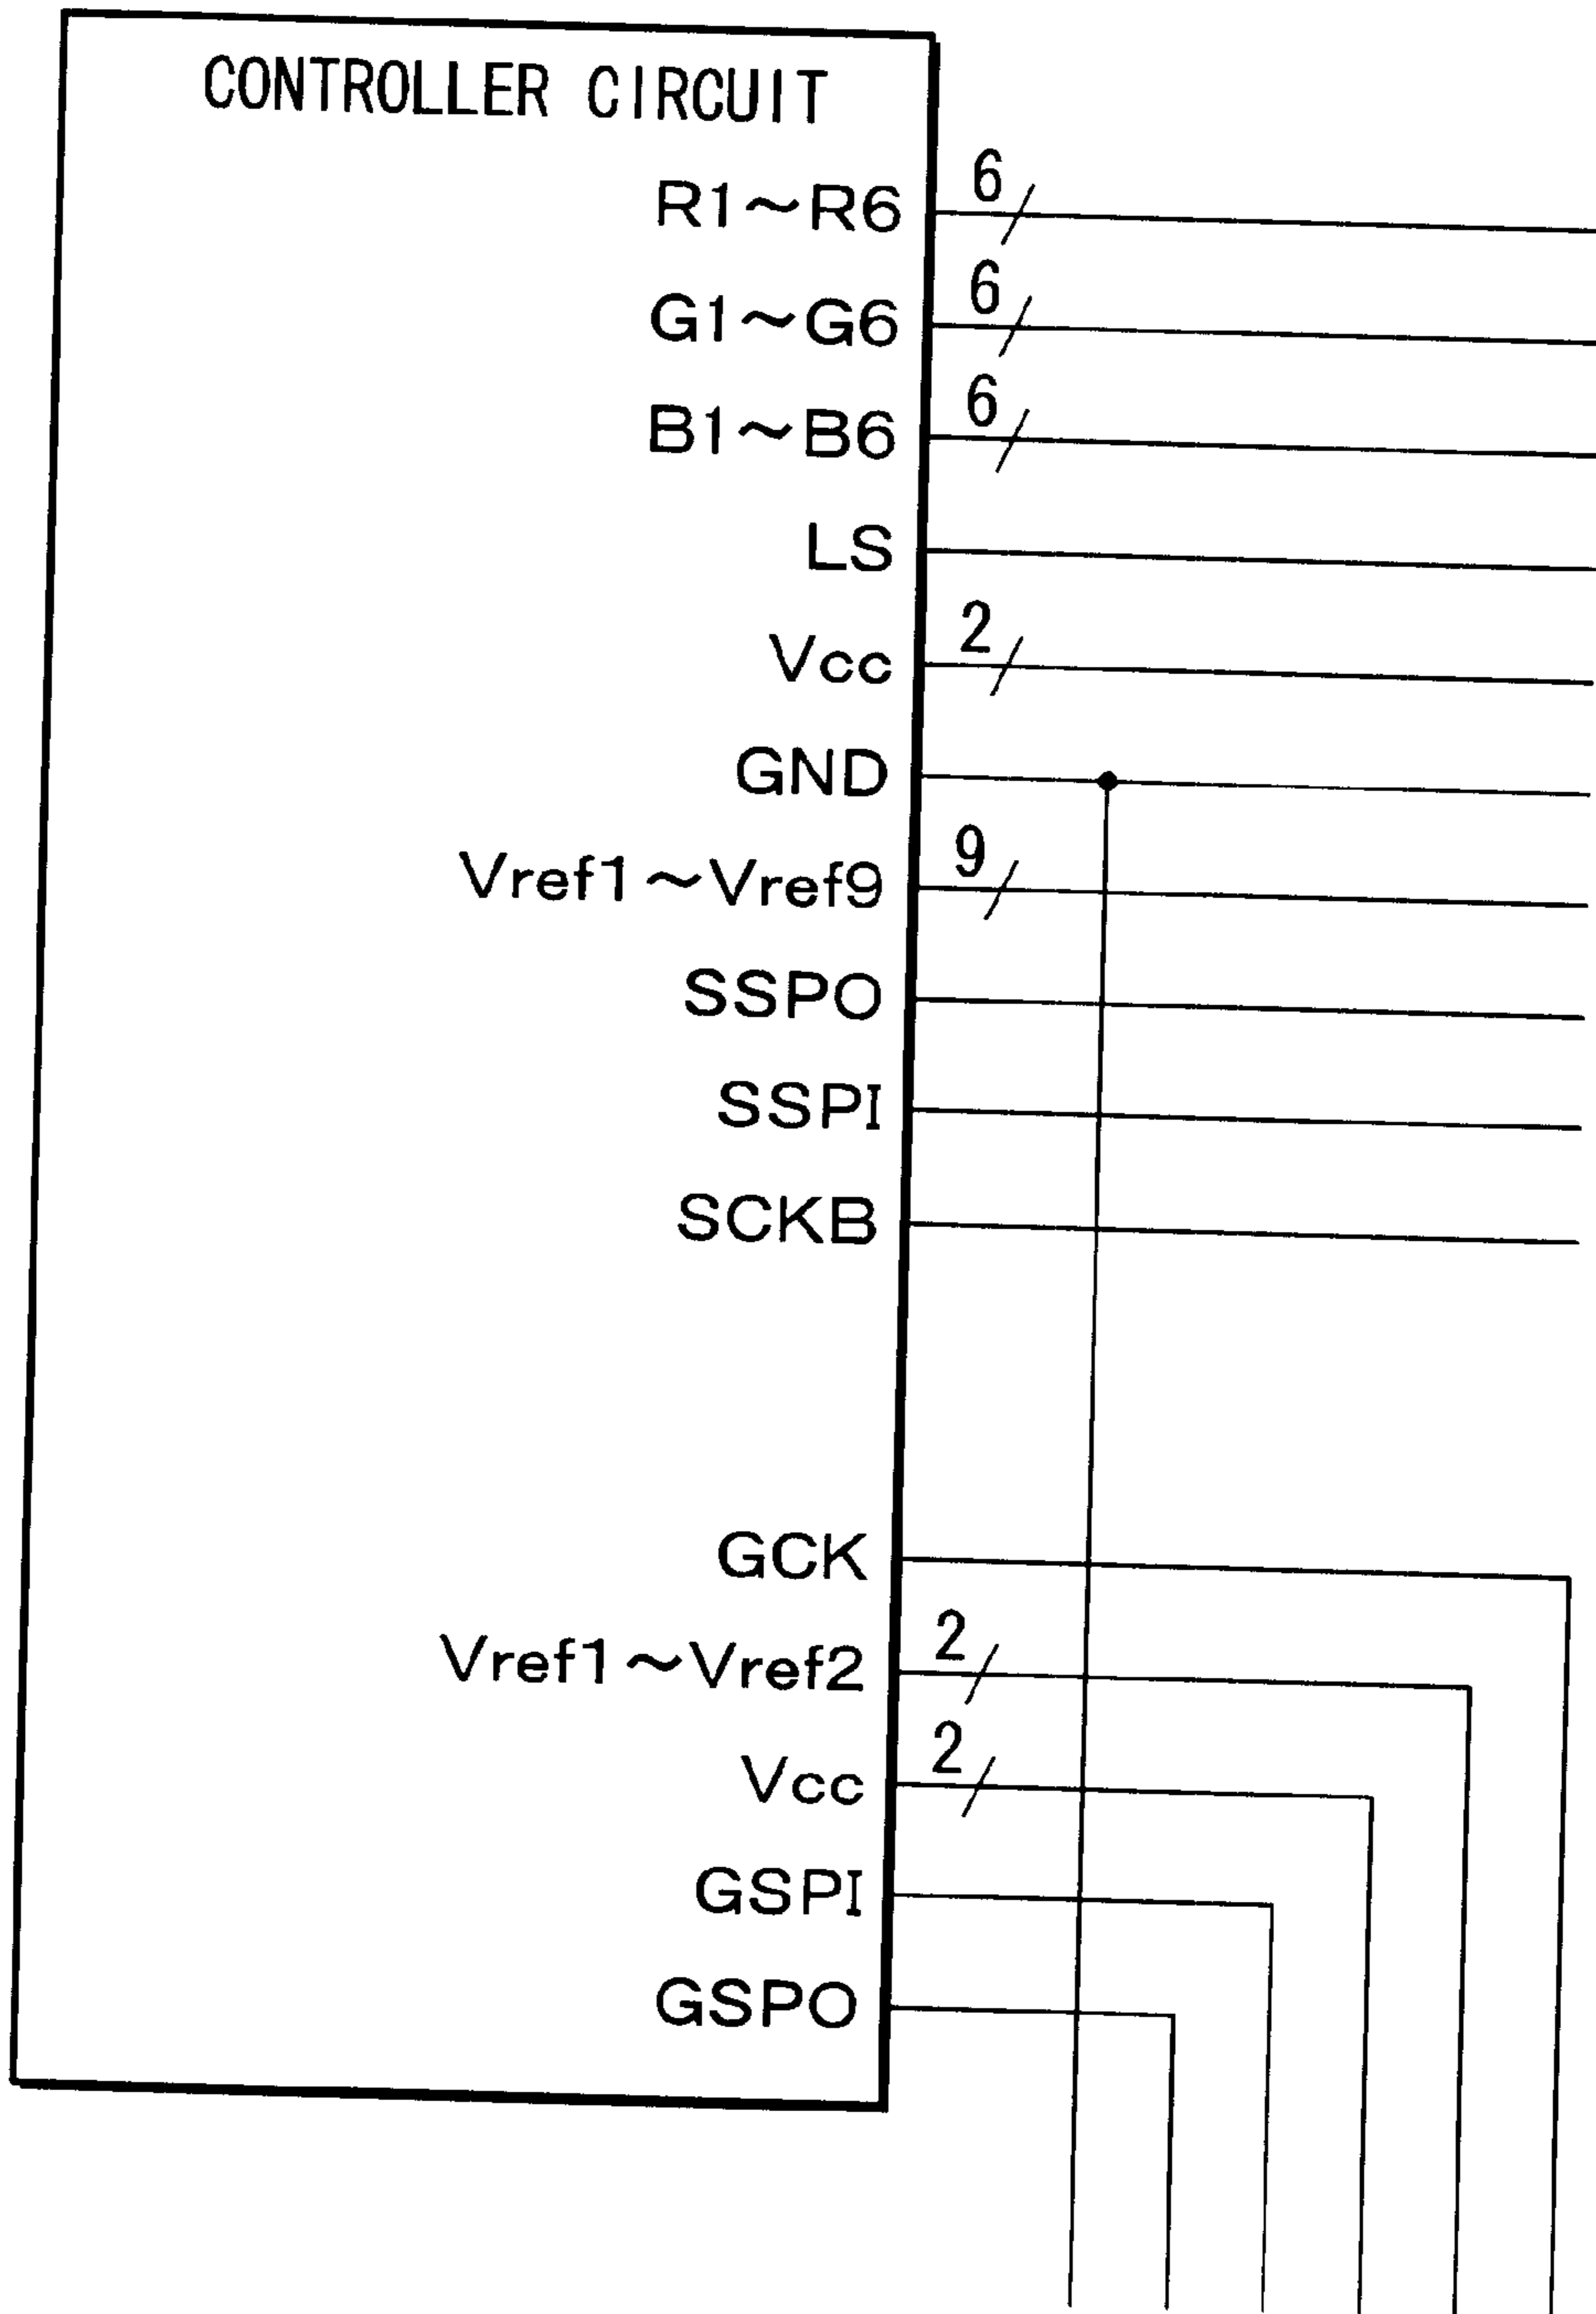 CONTROLLER CIRCUIT
R1～R6 6
G1～G6 6
B1～B6 6
LS
Vcc 2
GND
Vref1～Vref9 9
SSPO
SSPI
SCKB
GCK
Vref1～Vref2 2
Vcc 2
GSPI
GSPO